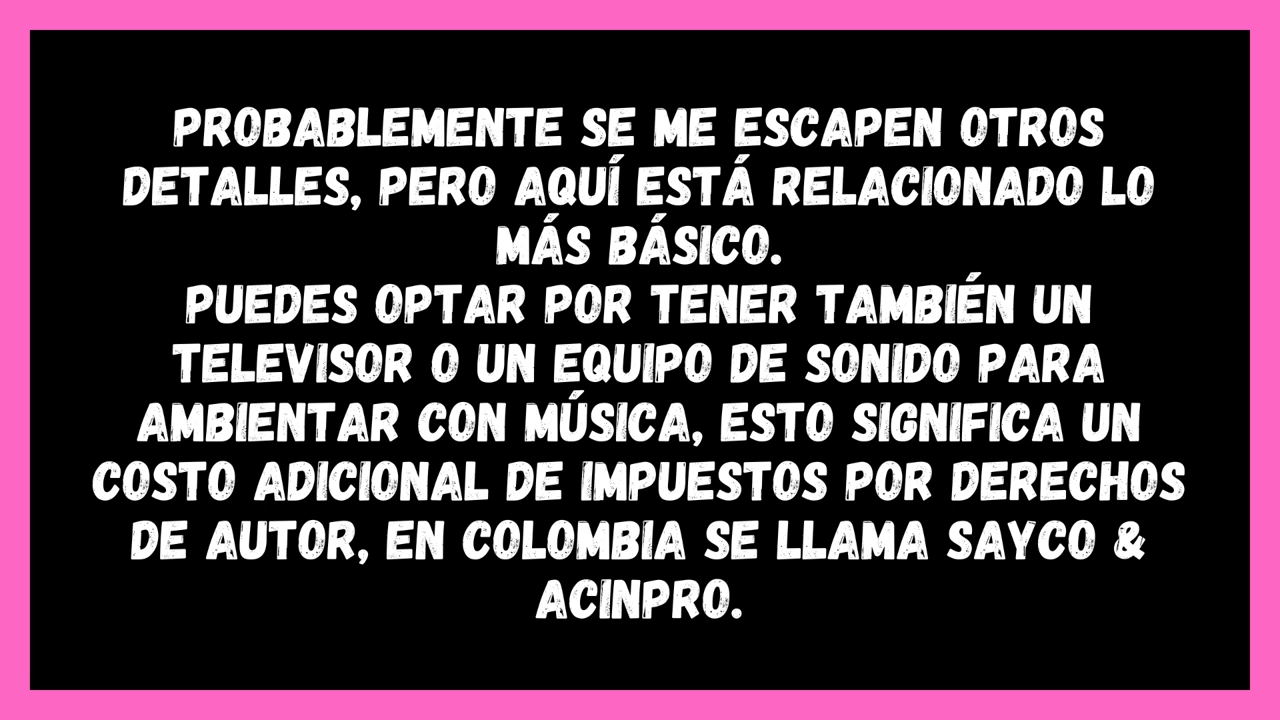 PROBABLEMENTE SE ME ESCAPEN OTROS
DETALLES, PERO AQUÍ ESTÁ RELACIONADO LO
MÁS BÁSICO.
PUEDES OPTAR POR TENER TAMBIÉN UN
TELEVISOR O UN EQUIPO DE SONIDO PARA
AMBIENTAR CON MÚSICA, ESTO SIGNIFICA UN
COSTO ADICIONAL DE IMPUESTOS POR DERECHOS
DE AUTOR, EN COLOMBIA SE LLAMA SAYCO &
ACINPRO.